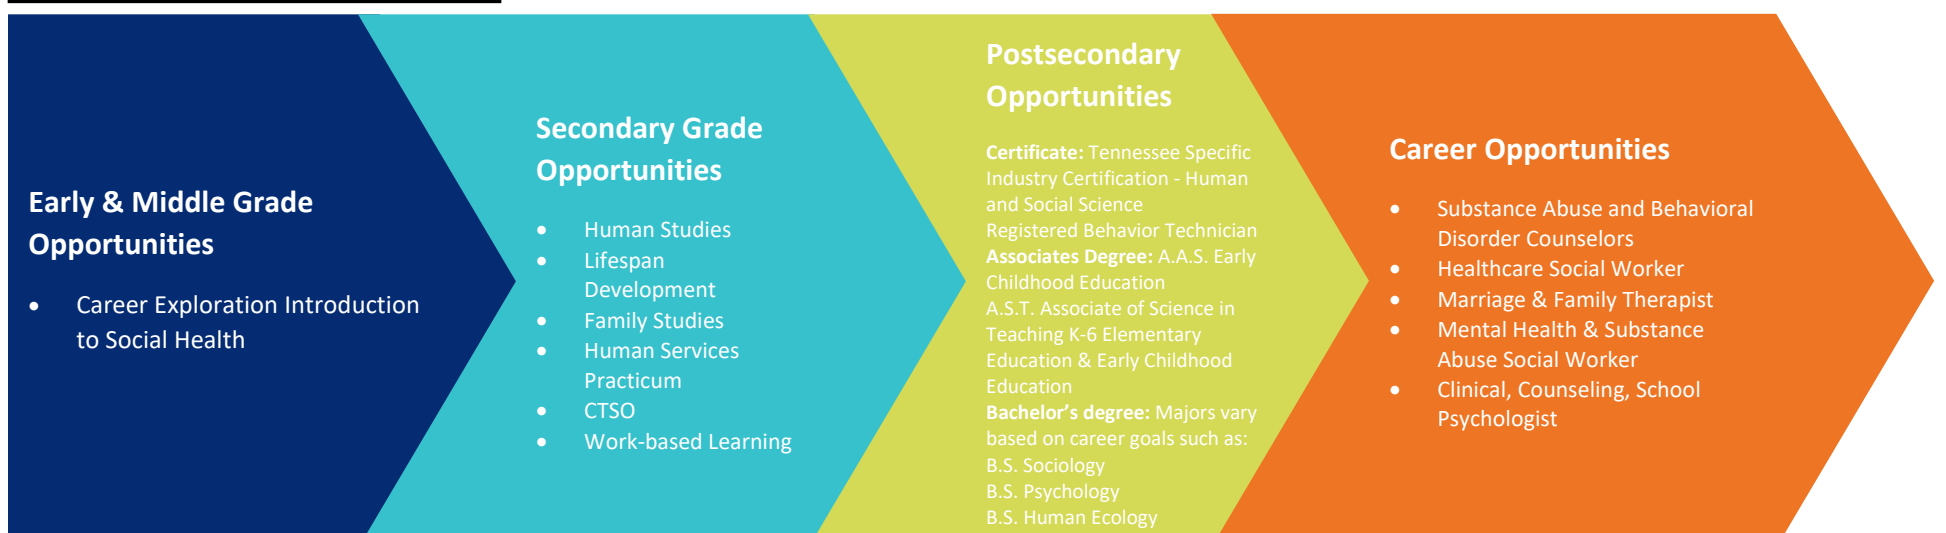 Early & Middle Grade
Opportunities
• Career Exploration Introduction
to Social Health
Secondary Grade
Opportunities
• Human Studies
• Lifespan
Development
• Family Studies
• Human Services
Practicum
• CTSO
• Work-based Learning
Postsecondary
Opportunities
Certificate: Tennessee Specific
Industry Certification - Human
and Social Science
Registered Behavior Technician
Associates Degree: A.A.S. Early
Childhood Education
A.S.T. Associate of Science in
Teaching K-6 Elementary
Education & Early Childhood
Education
Bachelor’s degree: Majors vary
based on career goals such as:
B.S. Sociology
B.S. Psychology
B.S. Human Ecology
Career Opportunities
• Substance Abuse and Behavioral
Disorder Counselors
• Healthcare Social Worker
• Marriage & Family Therapist
• Mental Health & Substance
Abuse Social Worker
• Clinical, Counseling, School
Psychologist